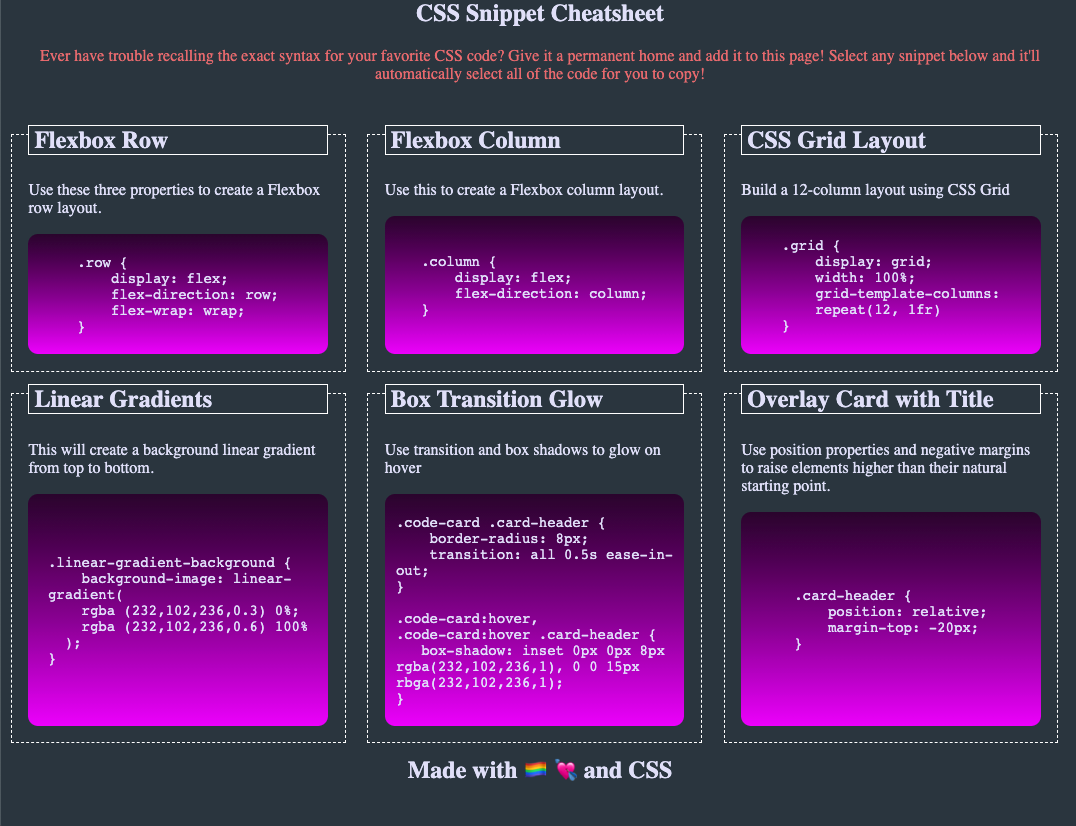 CSS Snippet Cheatsheet
Ever have trouble recalling the exact syntax for your favorite CSS code? Give it a permanent home and add it to this page! Select any snippet below and it'll
automatically select all of the code for you to copy!
Flexbox Row
Use these three properties to create a Flexbox
row layout.
.row {
    display: flex;
    flex-direction: row;
    flex-wrap: wrap;
}
Flexbox Column
Use this to create a Flexbox column layout.
.column {
    display: flex;
    flex-direction: column;
}
CSS Grid Layout
Build a 12-column layout using CSS Grid
.grid {
    display: grid;
    width: 100%;
    grid-template-columns:
    repeat(12, 1fr)
}
Linear Gradients
This will create a background linear gradient
from top to bottom.
.linear-gradient-background {
    background-image: linear-
gradient(
    rgba (232,102,236,0.3) 0%;
    rgba (232,102,236,0.6) 100%
  );
}
Box Transition Glow
Use transition and box shadows to glow on
hover
.code-card .card-header {
    border-radius: 8px;
    transition: all 0.5s ease-in-
out;
}
.code-card:hover,
.code-card:hover .card-header {
   box-shadow: inset 0px 0px 8px
rgba(232,102,236,1), 0 0 15px
rbga(232,102,236,1);
}
Overlay Card with Title
Use position properties and negative margins
to raise elements higher than their natural
starting point.
.card-header {
    position: relative;
    margin-top: -20px;
}
Made with 🏳️‍🌈 💘 and CSS